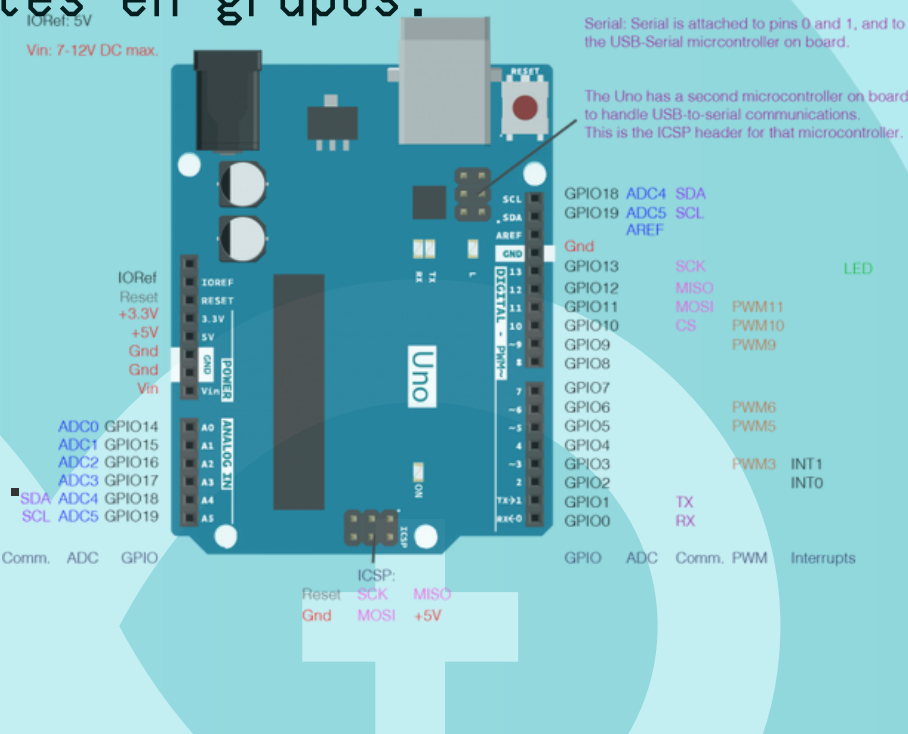 tes en grupos.
IORef: 5V
Vin: 7-12V DC max.
Serial: Serial is attached to pins 0 and 1, and to
the USB-Serial micrcontroller on board.
The Uno has a second microcontroller on board
to handle USB-to-serial communications.
This is the ICSP header for that microcontroller.
RESET
SCL
SDA
AREF
GND
13
12
11
10
~9
8
DIGITAL - PWM~
7
~6
~5
4
~3
2
TX→1
RX←0
RX
TX
L
Uno
ON
ICSP
IOREF
RESET
3.3V
5V
GND
Vin
POWER
A0
A1
A2
A3
A4
A5
ANALOG IN
IORef
Reset
+3.3V
+5V
Gnd
Gnd
Vin
ADC0 GPIO14
ADC1 GPIO15
ADC2 GPIO16
ADC3 GPIO17
SDA ADC4 GPIO18
SCL ADC5 GPIO19
Comm. ADC GPIO
GPIO18 ADC4 SDA
GPIO19 ADC5 SCL
AREF
Gnd
GPIO13 SCK LED
GPIO12 MISO
GPIO11 MOSI PWM11
GPIO10 CS PWM10
GPIO9 PWM9
GPIO8
GPIO7
GPIO6 PWM6
GPIO5 PWM5
GPIO4
GPIO3 PWM3 INT1
GPIO2 INT0
GPIO1 TX
GPIO0 RX
GPIO ADC Comm. PWM Interrupts
ICSP:
Reset SCK MISO
Gnd MOSI +5V